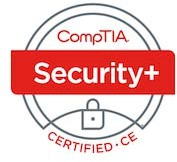 CompTIA.
Security+
CERTIFIED • CE